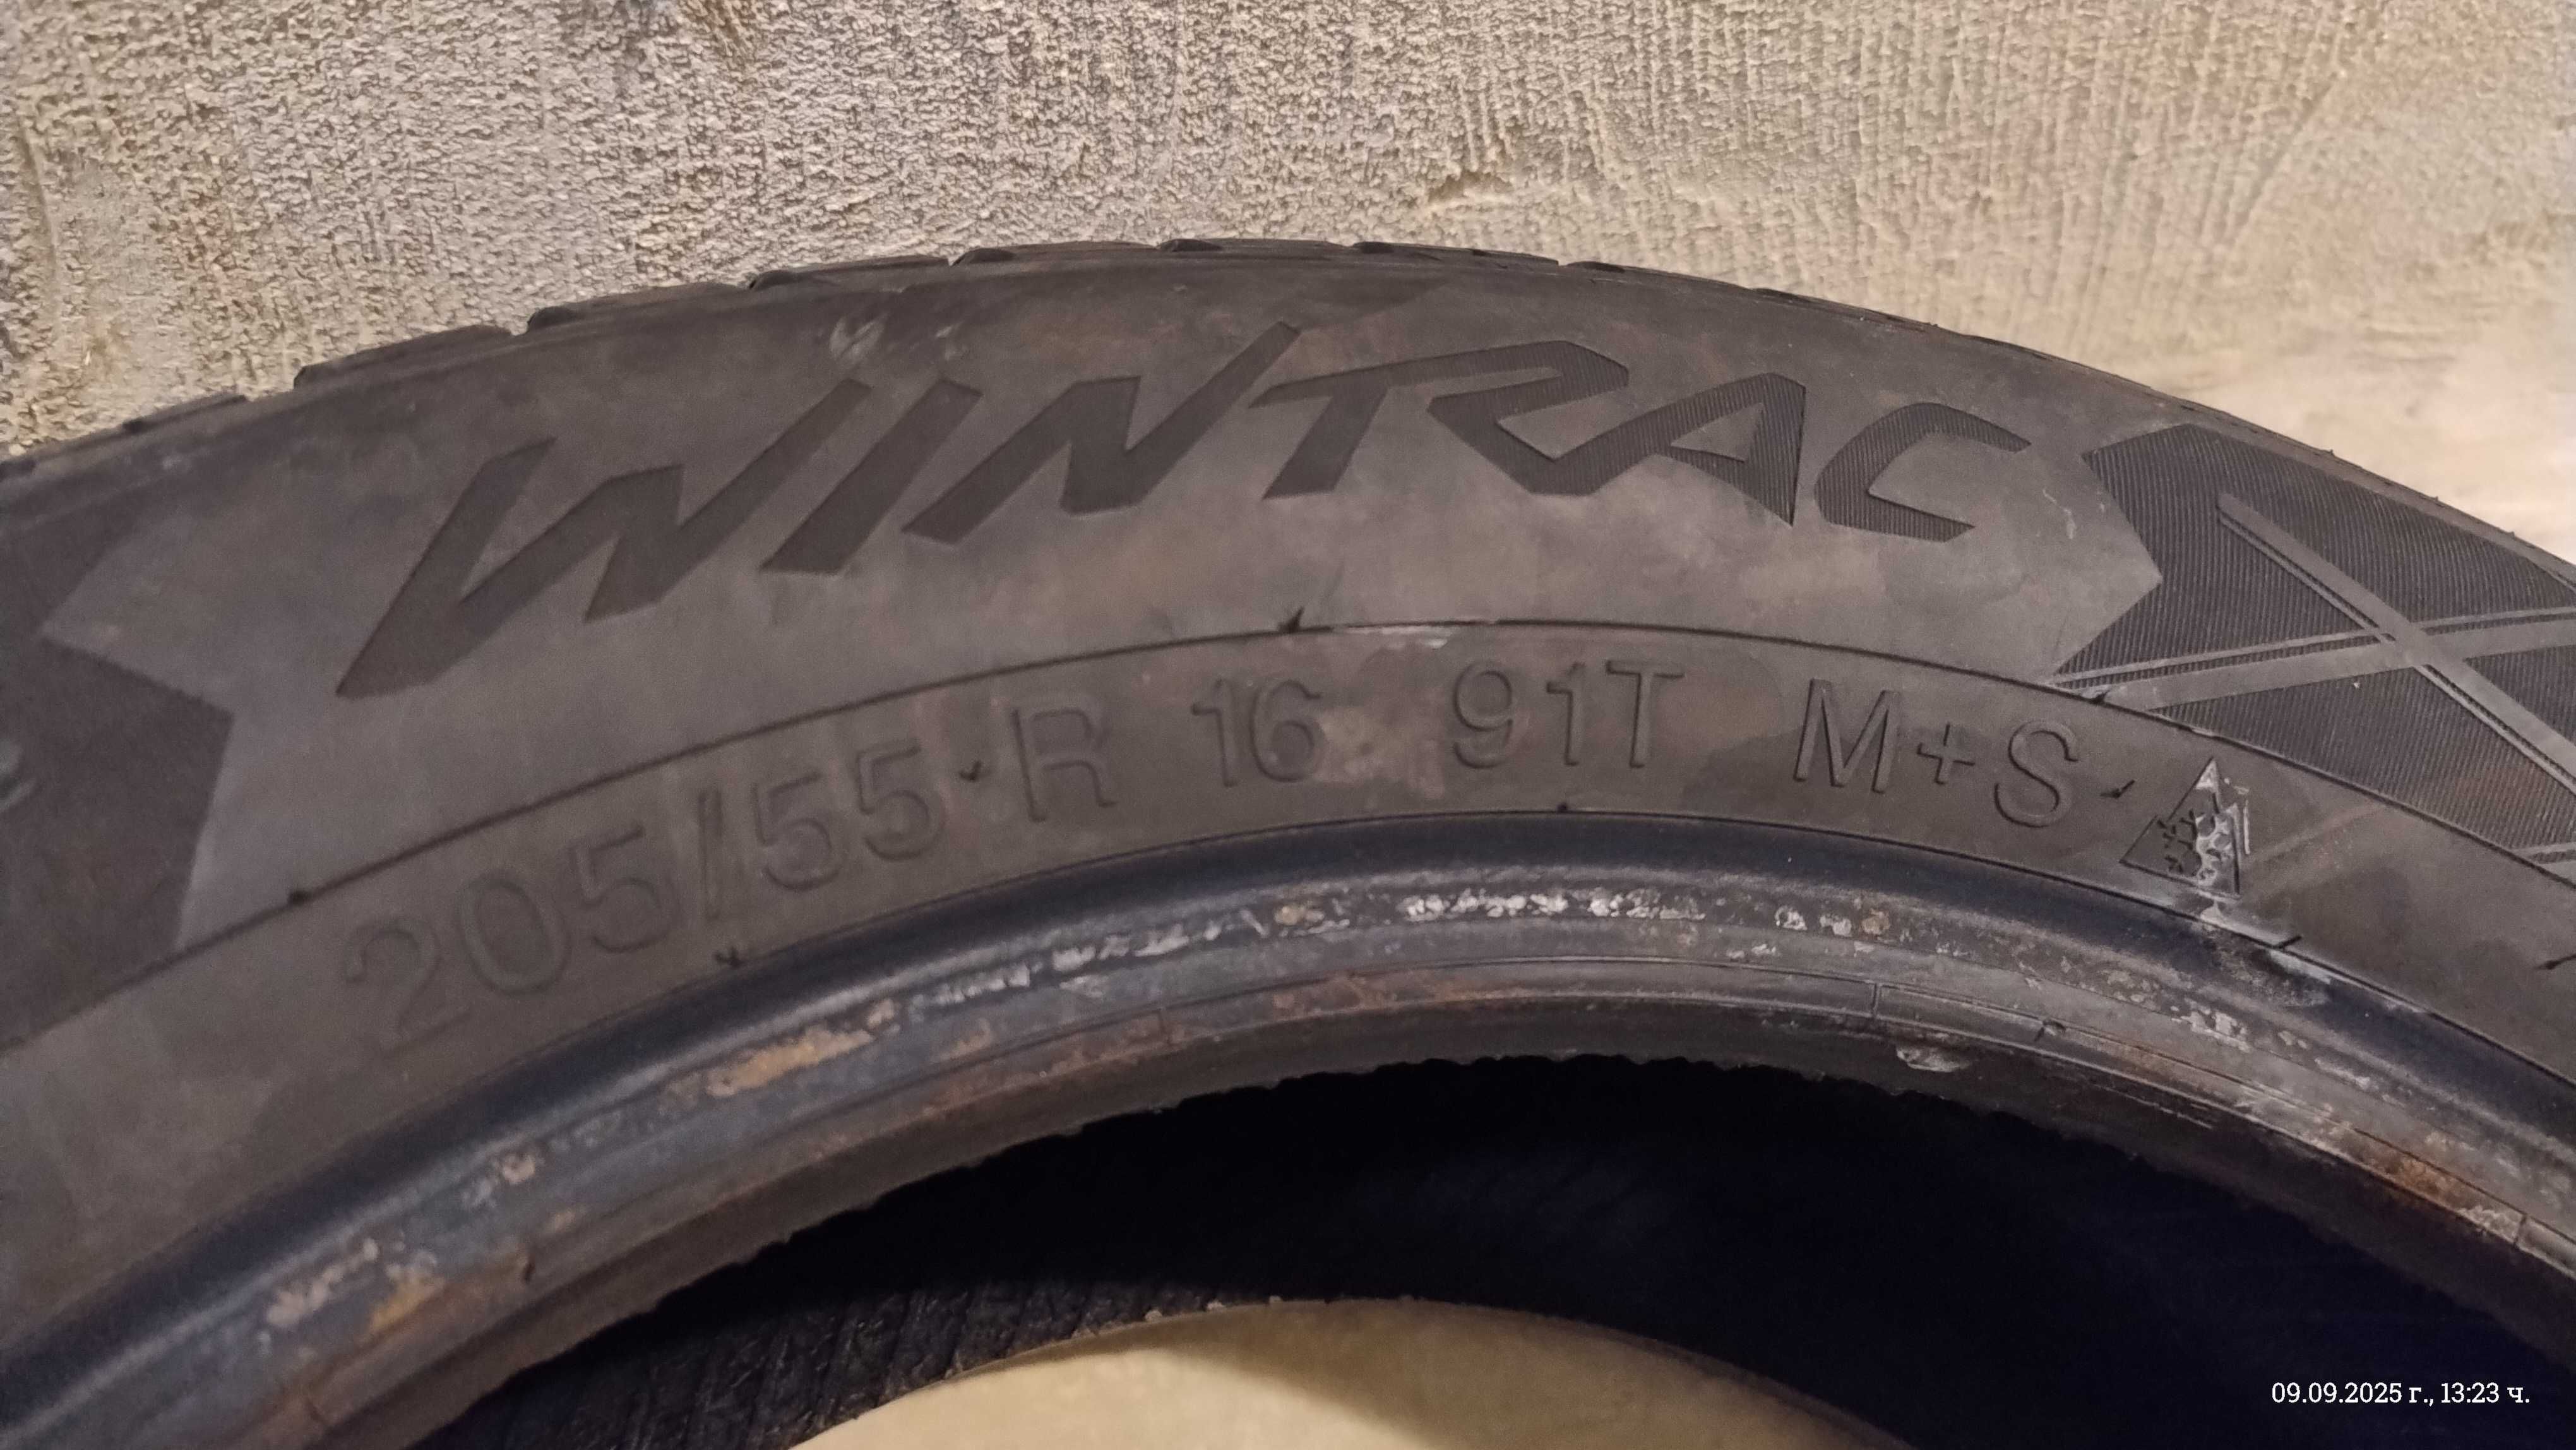 WINTRAC
205/55 R 16 91T M+S
09.09.2025 г., 13:23 ч.